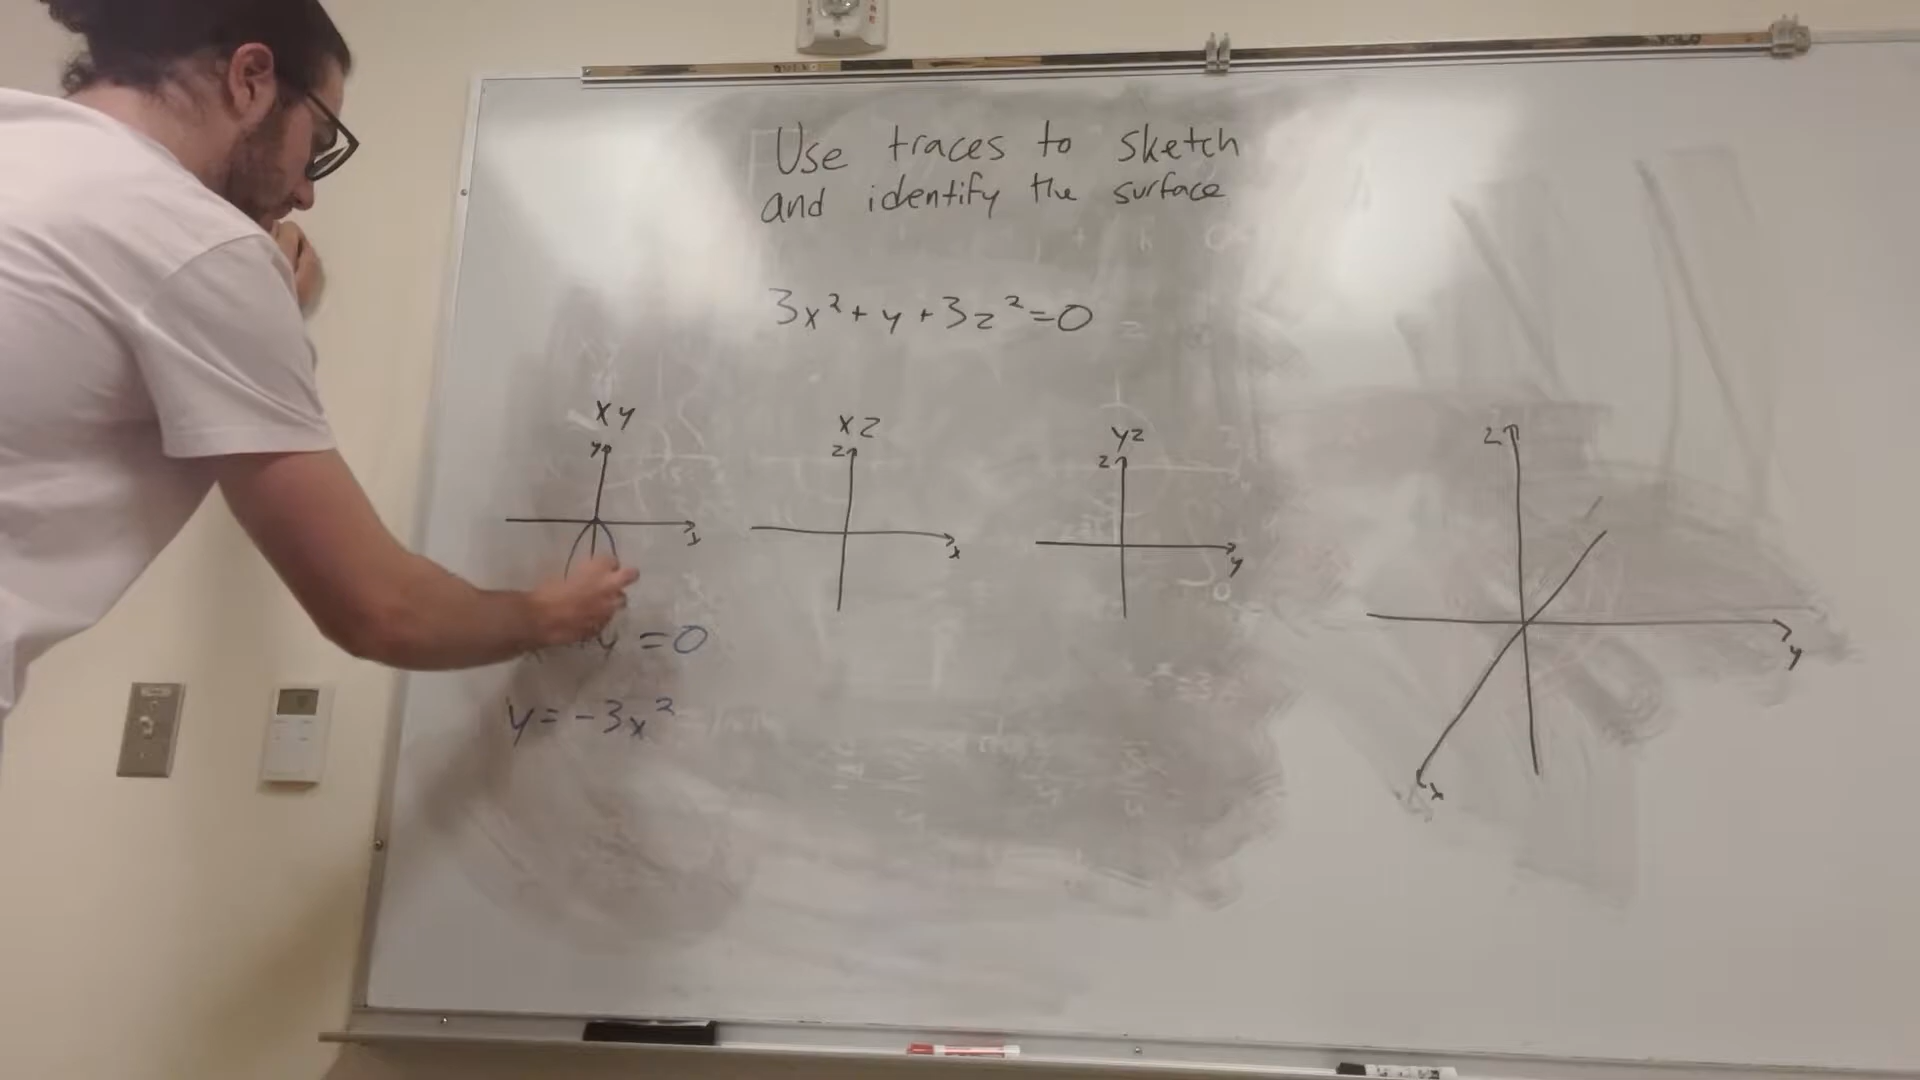 Use traces to sketch
and identify the surface
3x²+y+3z²=0
XY
y
x
XZ
z
x
YZ
z
y
z
y
x
y =0
y=-3x²